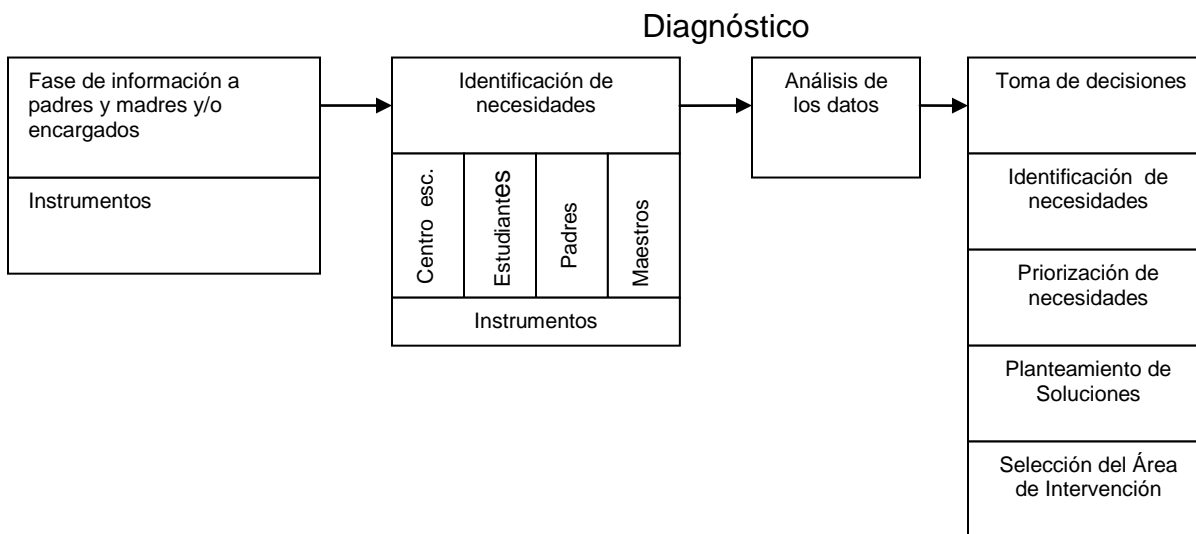 Diagnóstico
Fase de información a
padres y madres y/o
encargados
Instrumentos
Identificación de
necesidades
Centro esc.
Estudiantes
Padres
Maestros
Instrumentos
Análisis de
los datos
Toma de decisiones
Identificación de
necesidades
Priorización de
necesidades
Planteamiento de
Soluciones
Selección del Área
de Intervención